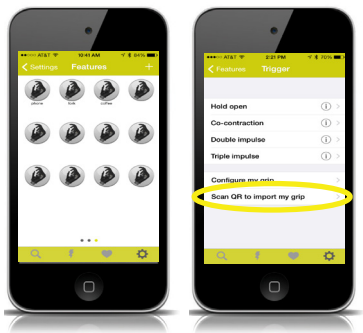 AT&T 10:41 AM 84%
Settings Features +
phone fork coffee
AT&T 2:21 PM 70%
Features Trigger
Hold open
Co-contraction
Double impulse
Triple impulse
Configure my grip
Scan QR to import my grip